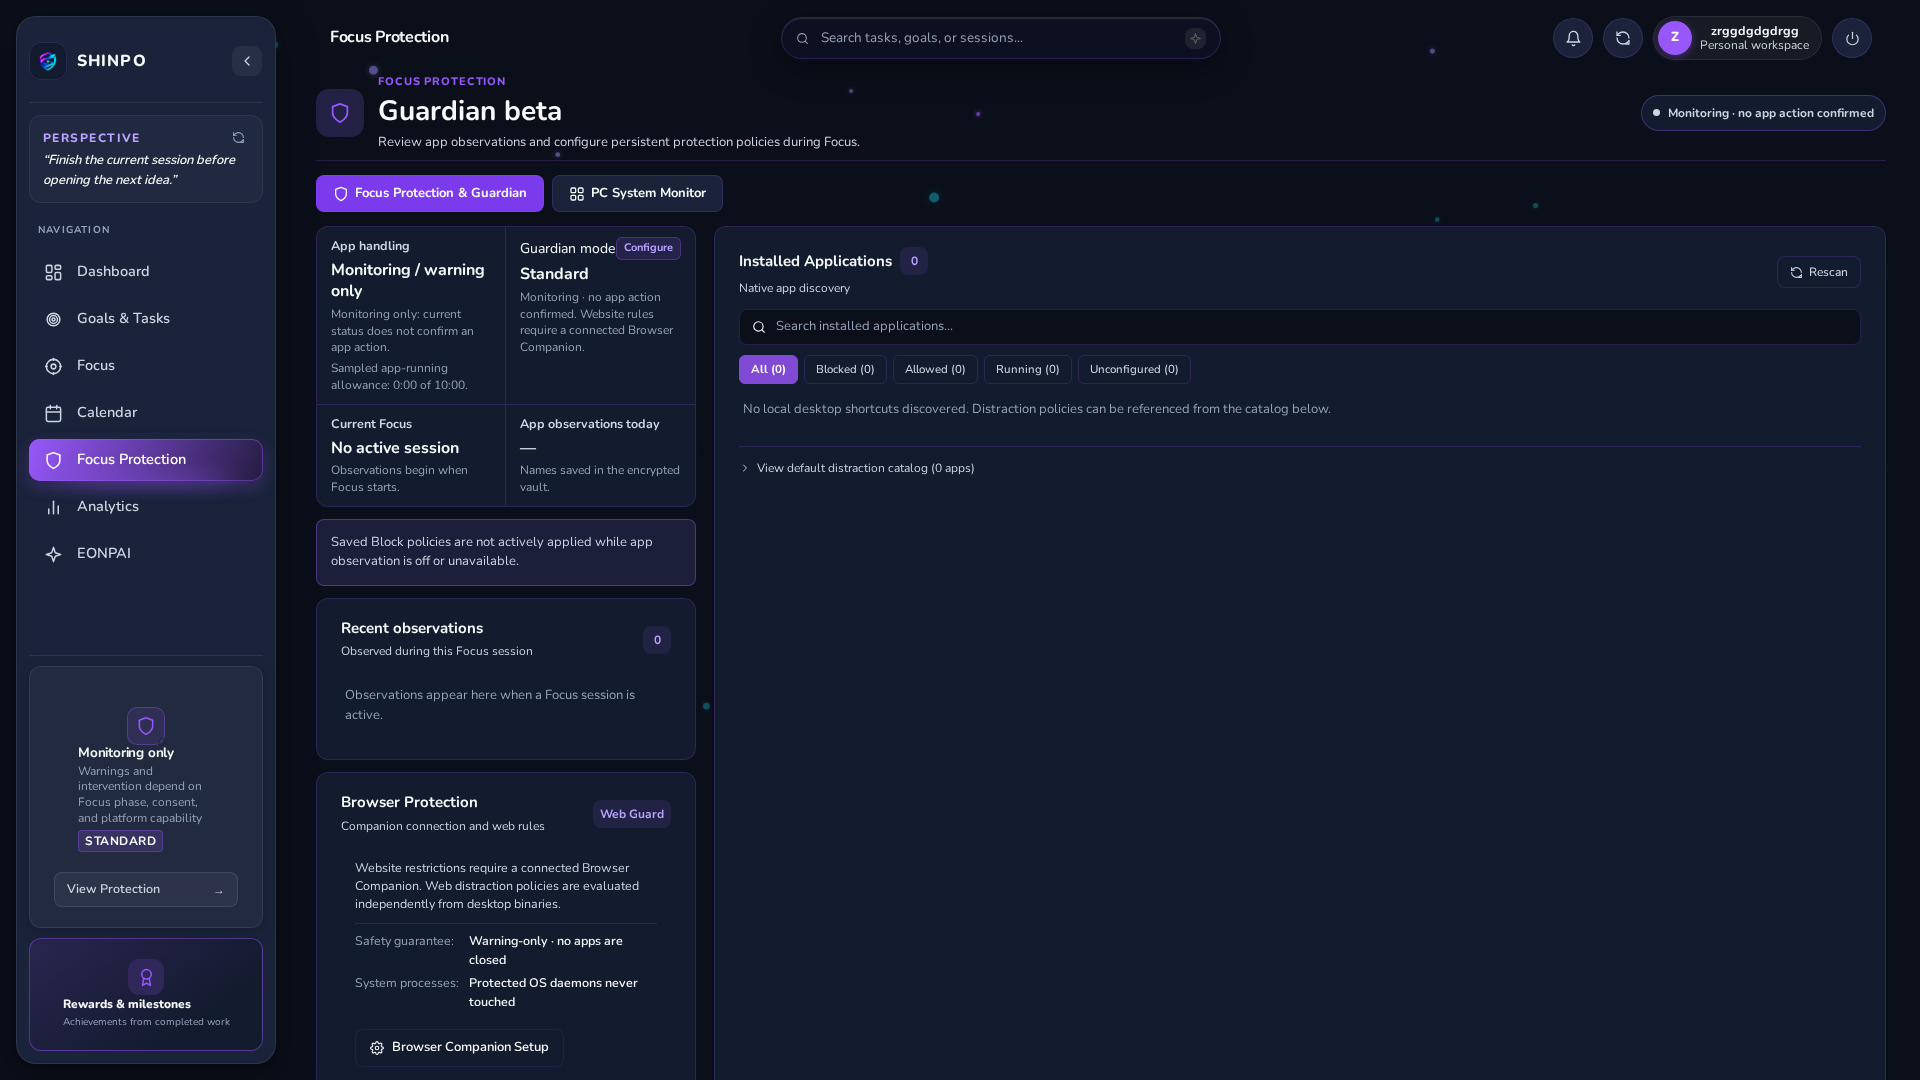 SHINPO
PERSPECTIVE
“Finish the current session before
opening the next idea.”
NAVIGATION
Dashboard
Goals & Tasks
Focus
Calendar
Focus Protection
Analytics
EONPAI
Monitoring only
Warnings and
intervention depend on
Focus phase, consent,
and platform capability
STANDARD
View Protection →
Rewards & milestones
Achievements from completed work
Focus Protection
Search tasks, goals, or sessions...
Z
zrggdgdgdrgg
Personal workspace
FOCUS PROTECTION
Guardian beta
Review app observations and configure persistent protection policies during Focus.
Monitoring · no app action confirmed
Focus Protection & Guardian
PC System Monitor
App handling
Monitoring / warning
only
Monitoring only: current
status does not confirm an
app action.
Sampled app-running
allowance: 0:00 of 10:00.
Guardian mode
Configure
Standard
Monitoring · no app action
confirmed. Website rules
require a connected Browser
Companion.
Current Focus
No active session
Observations begin when
Focus starts.
App observations today
—
Names saved in the encrypted
vault.
Saved Block policies are not actively applied while app
observation is off or unavailable.
Recent observations
Observed during this Focus session
0
Observations appear here when a Focus session is
active.
Browser Protection
Companion connection and web rules
Web Guard
Website restrictions require a connected Browser
Companion. Web distraction policies are evaluated
independently from desktop binaries.
Safety guarantee: Warning-only · no apps are
closed
System processes: Protected OS daemons never
touched
Browser Companion Setup
Installed Applications 0
Native app discovery
Rescan
Search installed applications...
All (0) Blocked (0) Allowed (0) Running (0) Unconfigured (0)
No local desktop shortcuts discovered. Distraction policies can be referenced from the catalog below.
View default distraction catalog (0 apps)